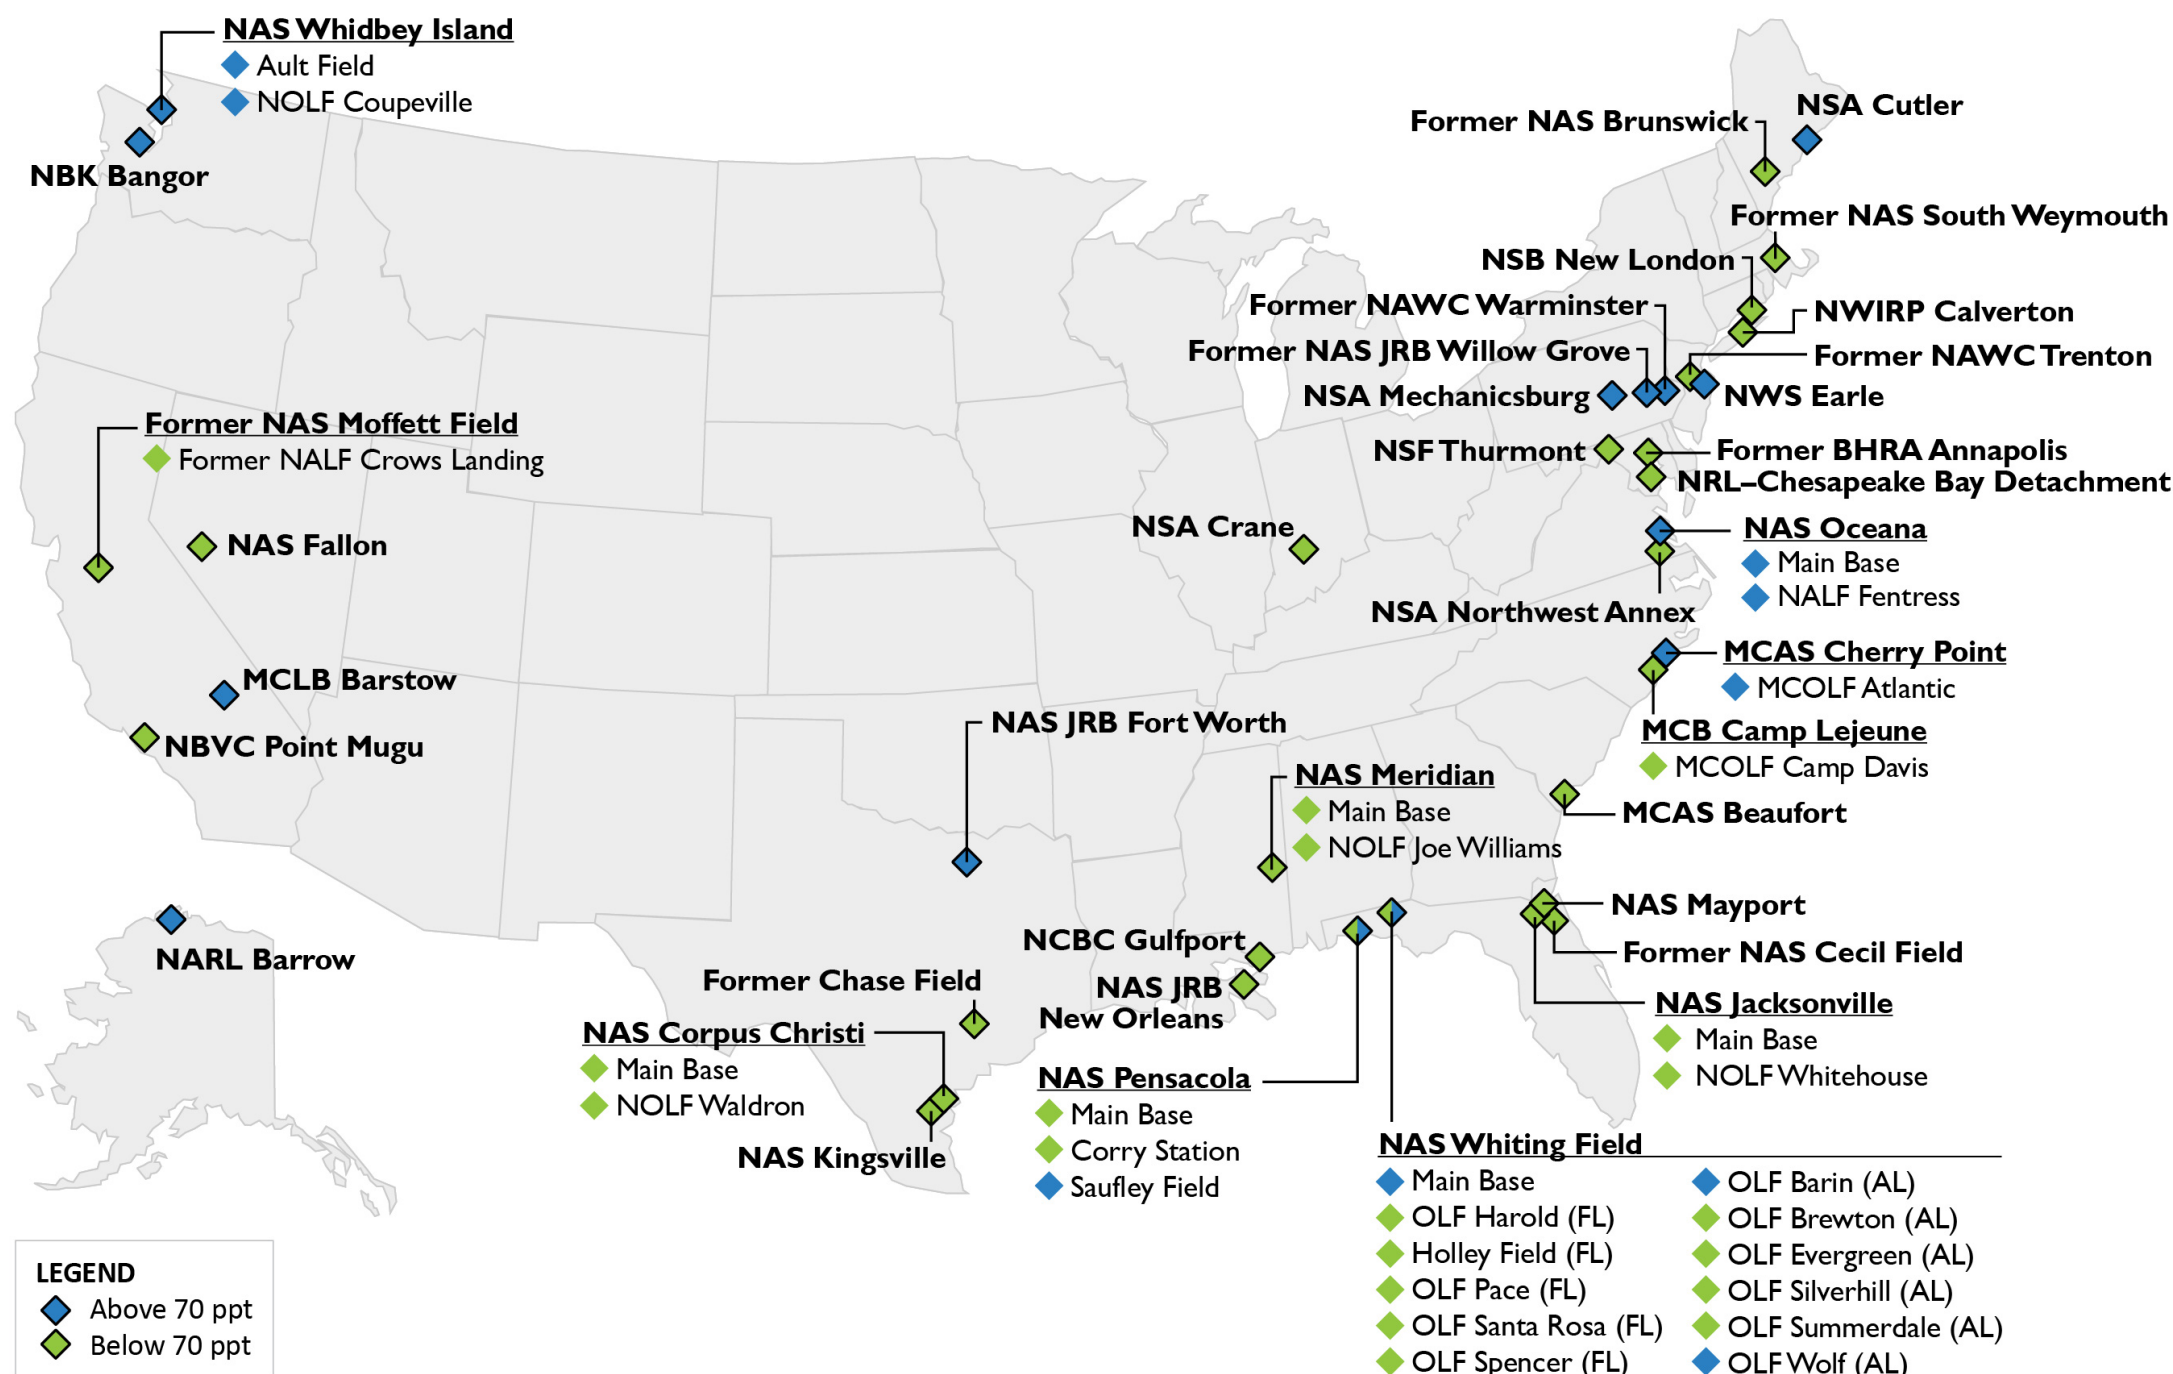 NAS Whidbey Island
Ault Field
NOLF Coupeville
NBK Bangor
NSA Cutler
Former NAS Brunswick
Former NAS South Weymouth
NSB New London
Former NAWC Warminster
NWIRP Calverton
Former NAS JRB Willow Grove
Former NAWC Trenton
NSA Mechanicsburg
NWS Earle
Former NAS Moffett Field
Former NALF Crows Landing
NSF Thurmont
Former BHRA Annapolis
NRL–Chesapeake Bay Detachment
NAS Fallon
NSA Crane
NAS Oceana
Main Base
NALF Fentress
NSA Northwest Annex
MCAS Cherry Point
MCOLF Atlantic
MCLB Barstow
NBVC Point Mugu
NAS JRB Fort Worth
MCB Camp Lejeune
MCOLF Camp Davis
NAS Meridian
Main Base
NOLF Joe Williams
MCAS Beaufort
NAS Mayport
Former NAS Cecil Field
NARL Barrow
NCBC Gulfport
NAS JRB
New Orleans
Former Chase Field
NAS Jacksonville
Main Base
NOLF Whitehouse
NAS Corpus Christi
Main Base
NOLF Waldron
NAS Kingsville
NAS Pensacola
Main Base
Corry Station
Saufley Field
NAS Whiting Field
Main Base
OLF Harold (FL)
Holley Field (FL)
OLF Pace (FL)
OLF Santa Rosa (FL)
OLF Spencer (FL)
OLF Barin (AL)
OLF Brewton (AL)
OLF Evergreen (AL)
OLF Silverhill (AL)
OLF Summerdale (AL)
OLF Wolf (AL)
LEGEND
Above 70 ppt
Below 70 ppt